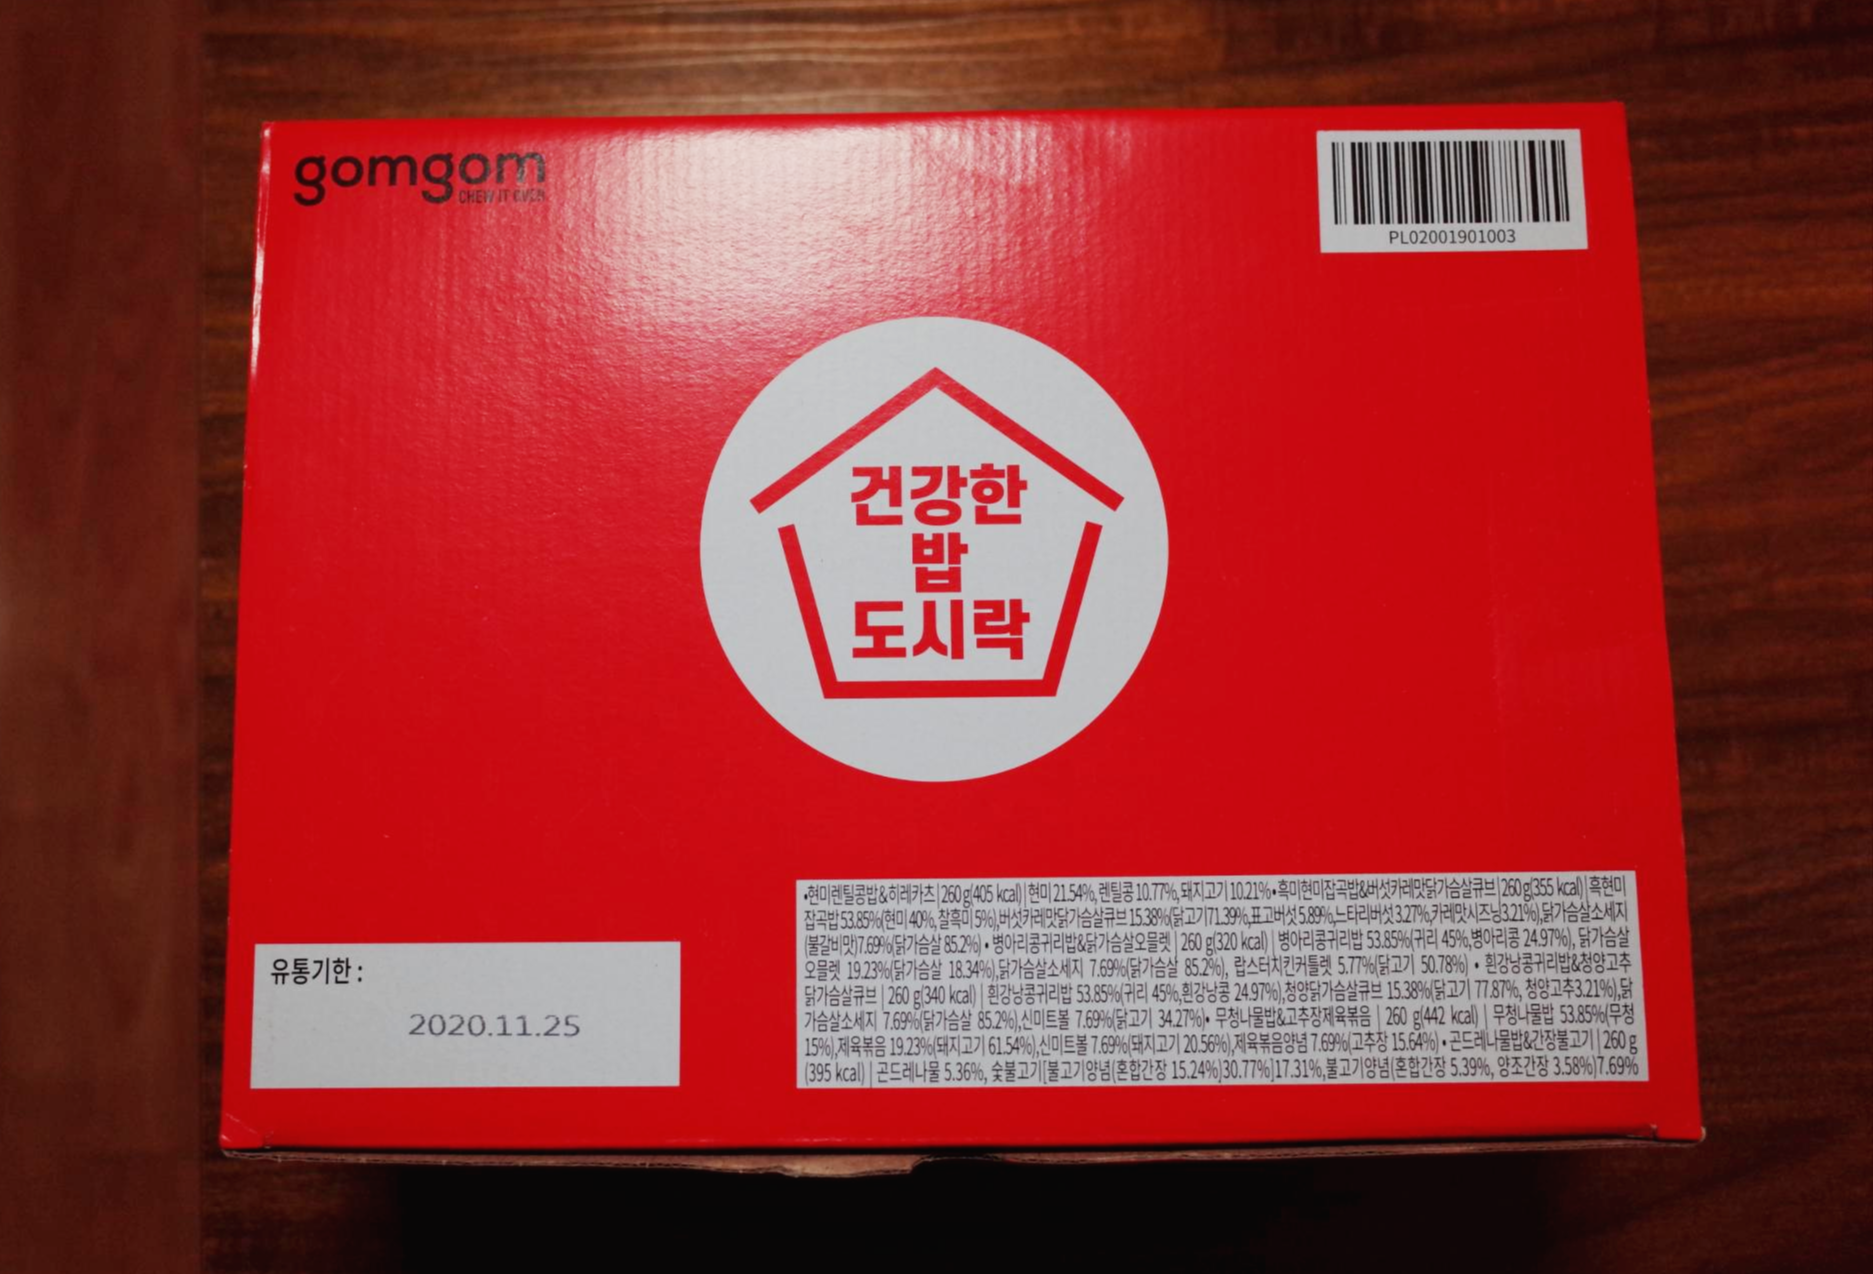 gomgom
CHEW IT OVER
PL02001901003
건강한
밥
도시락
•현미렌틸콩밥&히레카츠 | 260 g(405 kcal) | 현미 21.54%, 렌틸콩 10.77%, 돼지고기 10.21% • 흑미현미잡곡밥&버섯카레맛닭가슴살큐브 | 260 g(355 kcal) | 흑현미
잡곡밥 53.85%(현미 40%, 찰흑미 5%),버섯카레맛닭가슴살큐브 15.38%(닭고기71.39%,표고버섯 5.89%,느타리버섯 3.27%,카레맛시즈닝3.21%),닭가슴살소세지
(불갈비맛)7.69%(닭가슴살 85.2%) • 병아리콩귀리밥&닭가슴살오믈렛 | 260 g(320 kcal) | 병아리콩귀리밥 53.85%(귀리 45%,병아리콩 24.97%), 닭가슴살
오믈렛 19.23%(닭가슴살 18.34%),닭가슴살소세지 7.69%(닭가슴살 85.2%), 랍스터치킨커틀렛 5.77%(닭고기 50.78%) • 흰강낭콩귀리밥&청양고추
닭가슴살큐브 | 260 g(340 kcal) | 흰강낭콩귀리밥 53.85%(귀리 45%,흰강낭콩 24.97%),청양닭가슴살큐브 15.38%(닭고기 77.87%, 청양고추3.21%),닭
가슴살소세지 7.69%(닭가슴살 85.2%),신미트볼 7.69%(닭고기 34.27%)• 무청나물밥&고추장제육볶음 | 260 g(442 kcal) | 무청나물밥 53.85%(무청
15%),제육볶음 19.23%(돼지고기 61.54%),신미트볼 7.69%(돼지고기 20.56%),제육볶음양념 7.69%(고추장 15.64%) • 곤드레나물밥&간장불고기 | 260 g
(395 kcal) | 곤드레나물 5.36%, 숯불고기[불고기양념(혼합간장 15.24%)30.77%]17.31%,불고기양념(혼합간장 5.39%, 양조간장 3.58%)7.69%
유통기한 :
2020.11.25